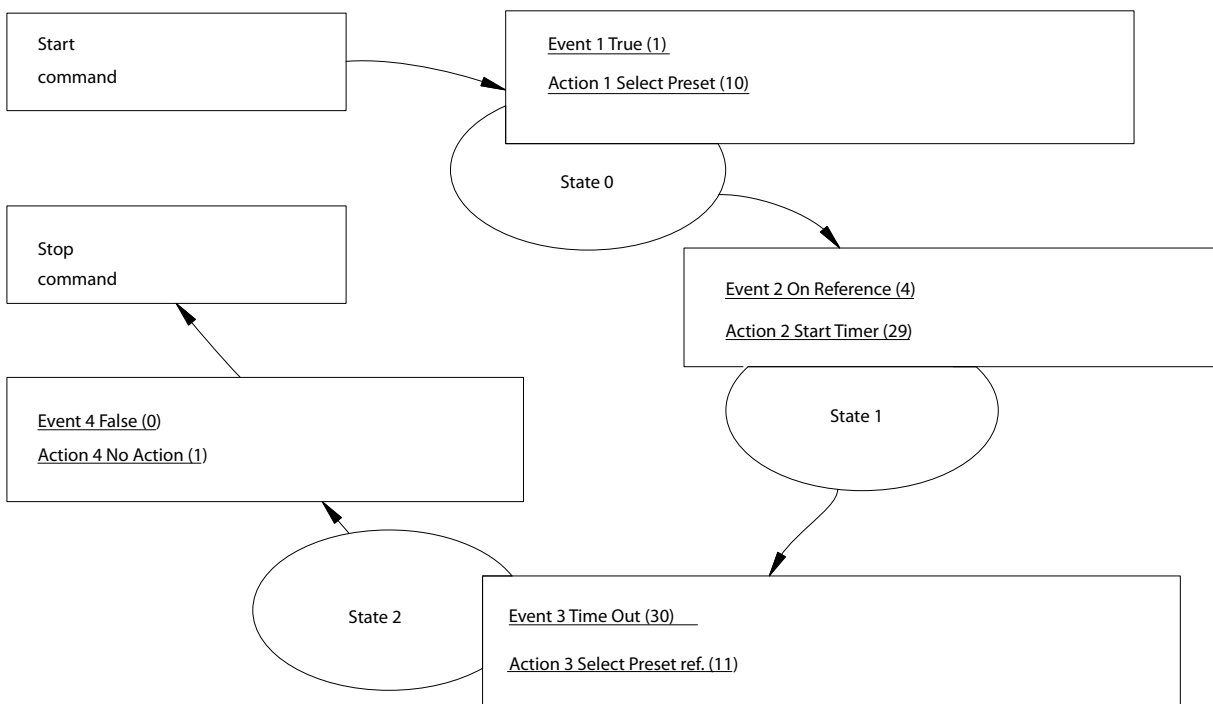 Start
command
Event 1 True (1)
Action 1 Select Preset (10)
State 0
Stop
command
Event 2 On Reference (4)
Action 2 Start Timer (29)
State 1
Event 4 False (0)
Action 4 No Action (1)
State 2
Event 3 Time Out (30)
Action 3 Select Preset ref. (11)